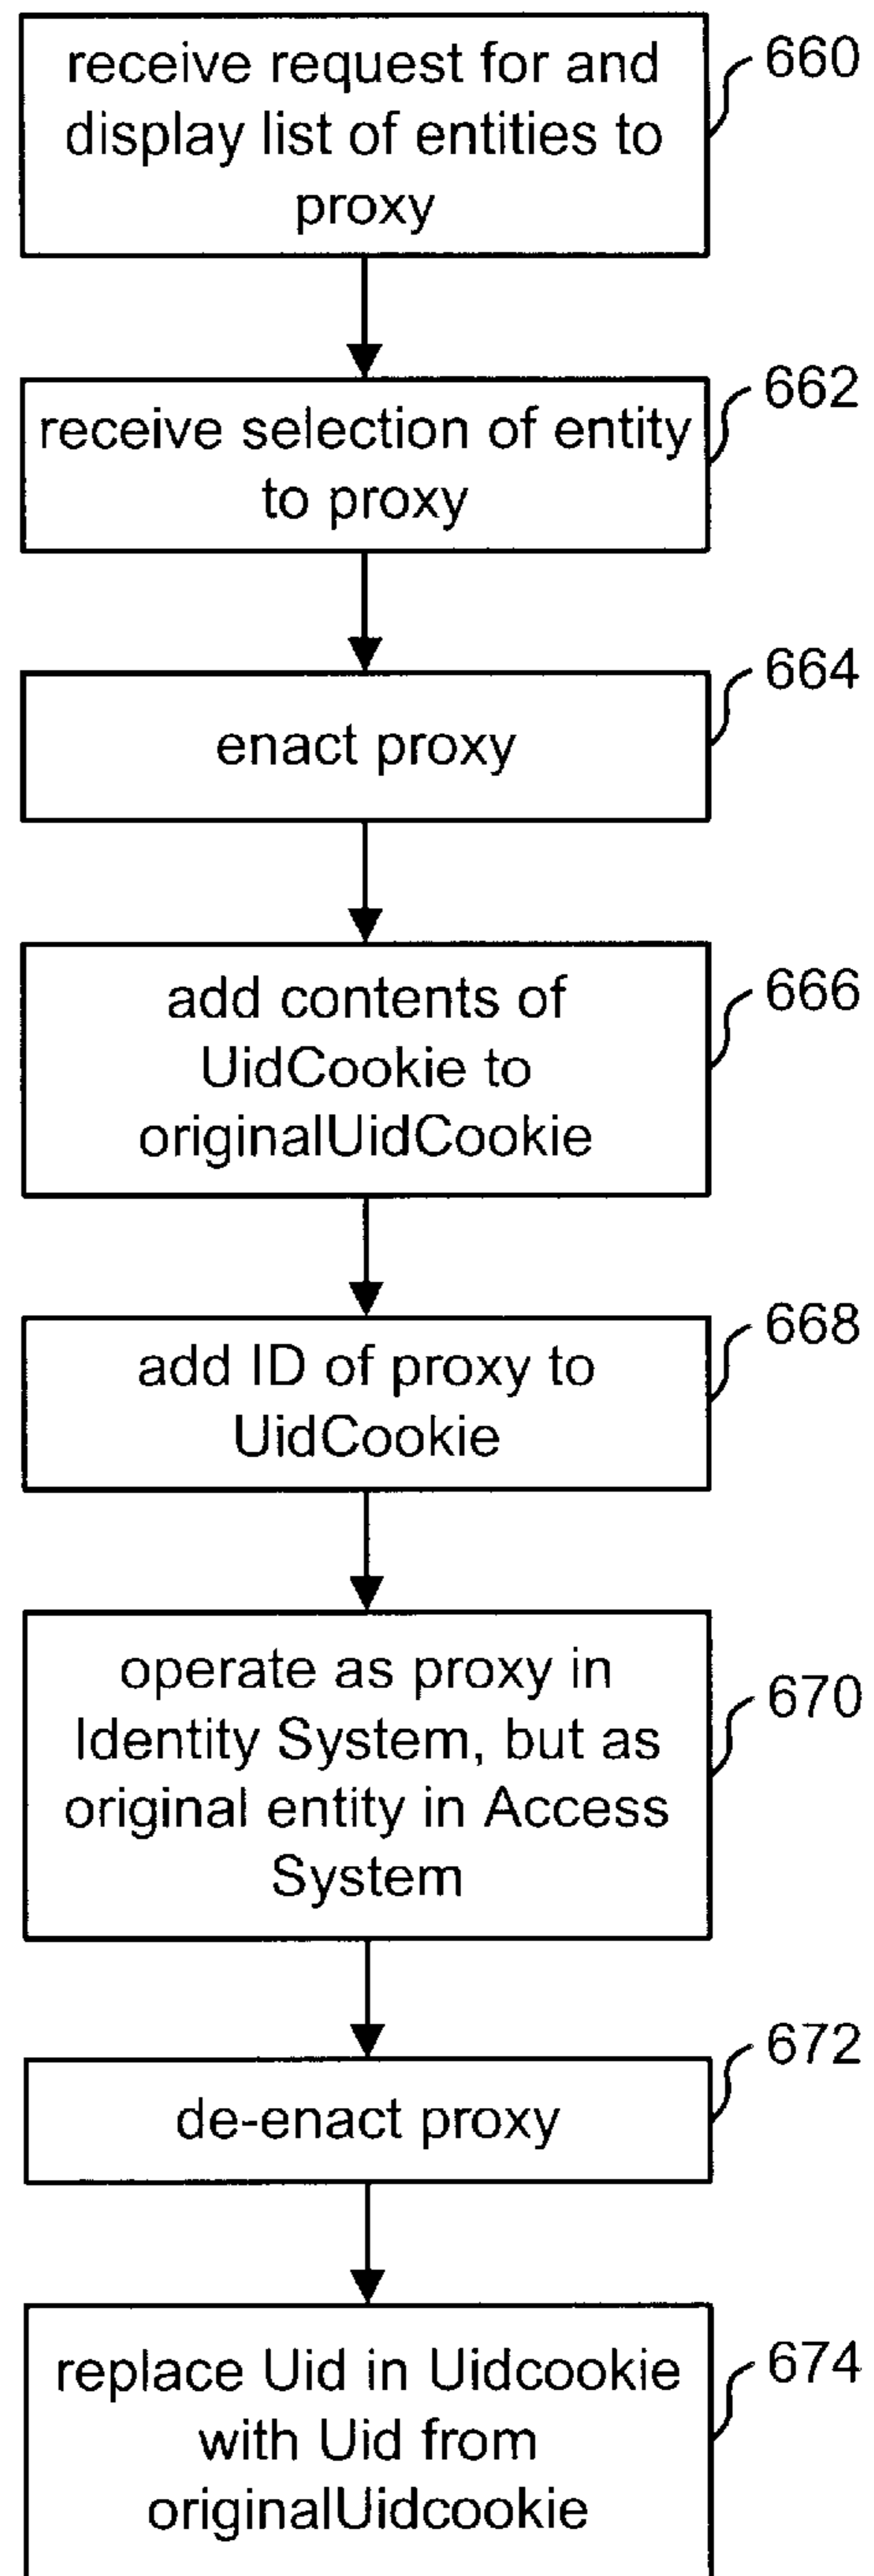 receive request for and
display list of entities to
proxy
660
receive selection of entity
to proxy
662
enact proxy
664
add contents of
UidCookie to
originalUidCookie
666
add ID of proxy to
UidCookie
668
operate as proxy in
Identity System, but as
original entity in Access
System
670
de-enact proxy
672
replace Uid in Uidcookie
with Uid from
originalUidcookie
674